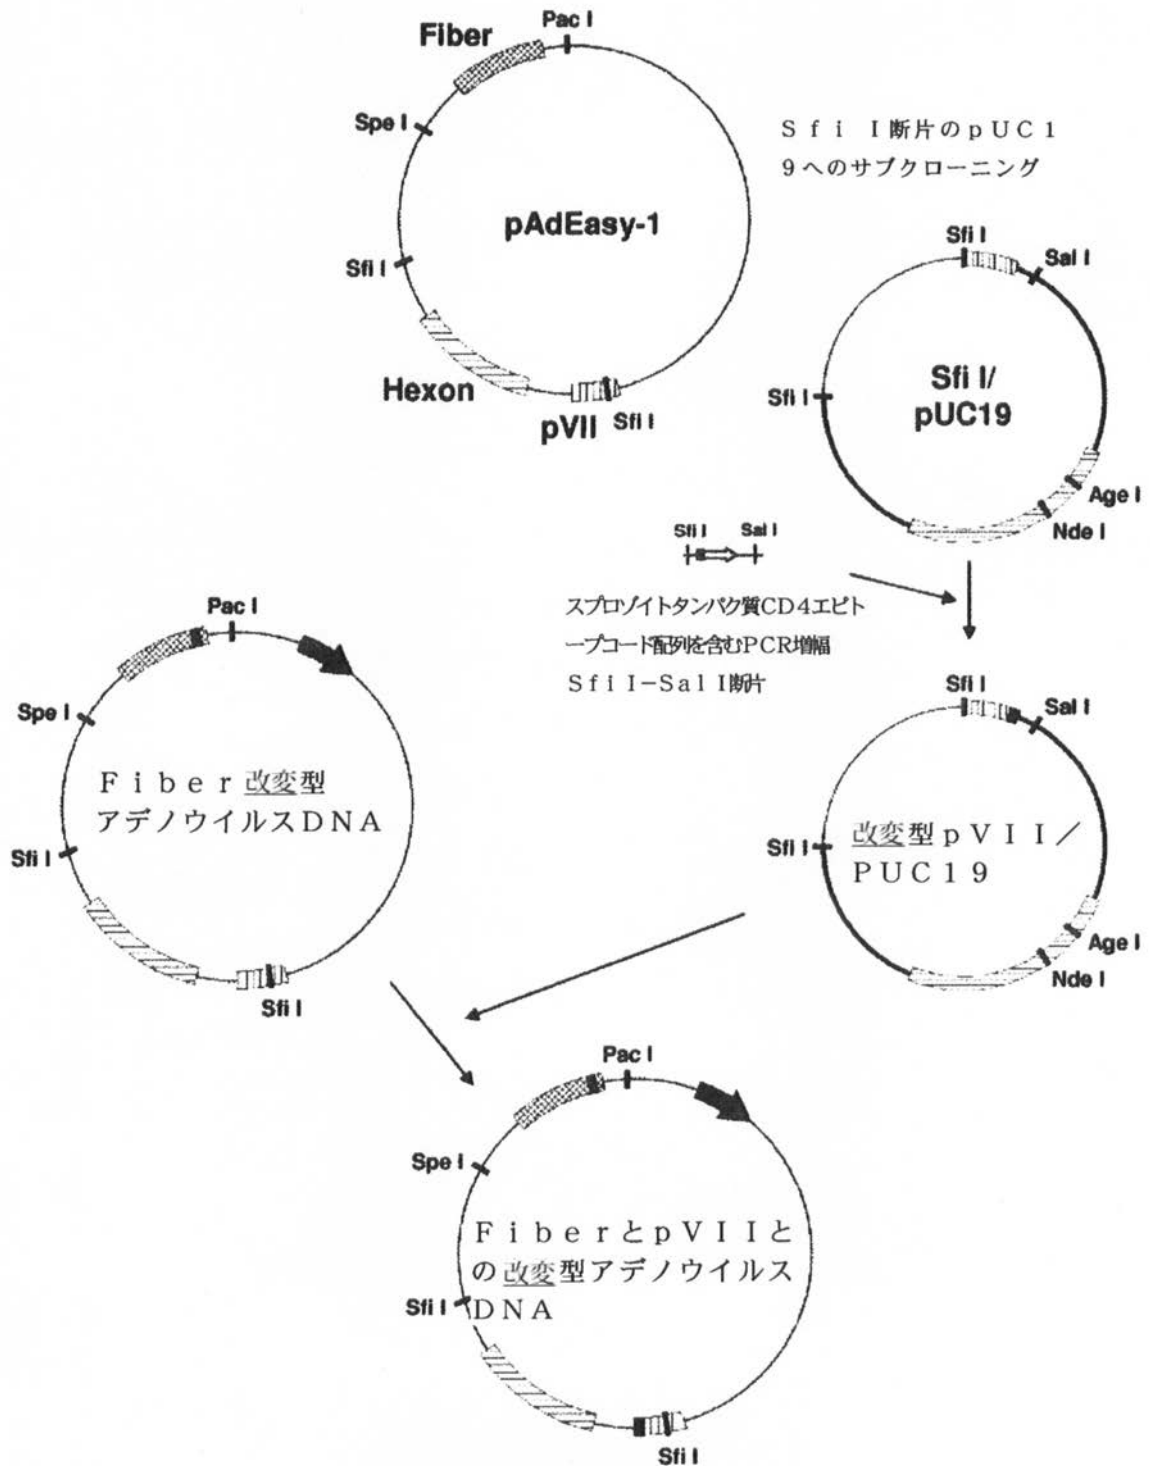 Fiber
Pac I
Spe I
pAdEasy-1
Sfi I
Hexon
pVII
Sfi I
Ｓｆｉ Ｉ断片のｐＵＣ１
９へのサブクローニング
Sfi I
Sal I
Sfi I
Sfi I/
pUC19
Age I
Nde I
Sfi I
Sal I
スプロゾイトタンパク質CD4エピト
ープコード配列を含むPCR増幅
ＳｆｉＩ－ＳａｌＩ断片
Pac I
Spe I
Ｆｉｂｅｒ改変型
アデノウイルスＤＮＡ
Sfi I
Sfi I
Sfi I
Sal I
Sfi I
改変型ｐＶＩＩ／
ＰＵＣ１９
Age I
Nde I
Pac I
Spe I
ＦｉｂｅｒとｐＶＩＩと
の改変型アデノウイルス
ＤＮＡ
Sfi I
Sfi I